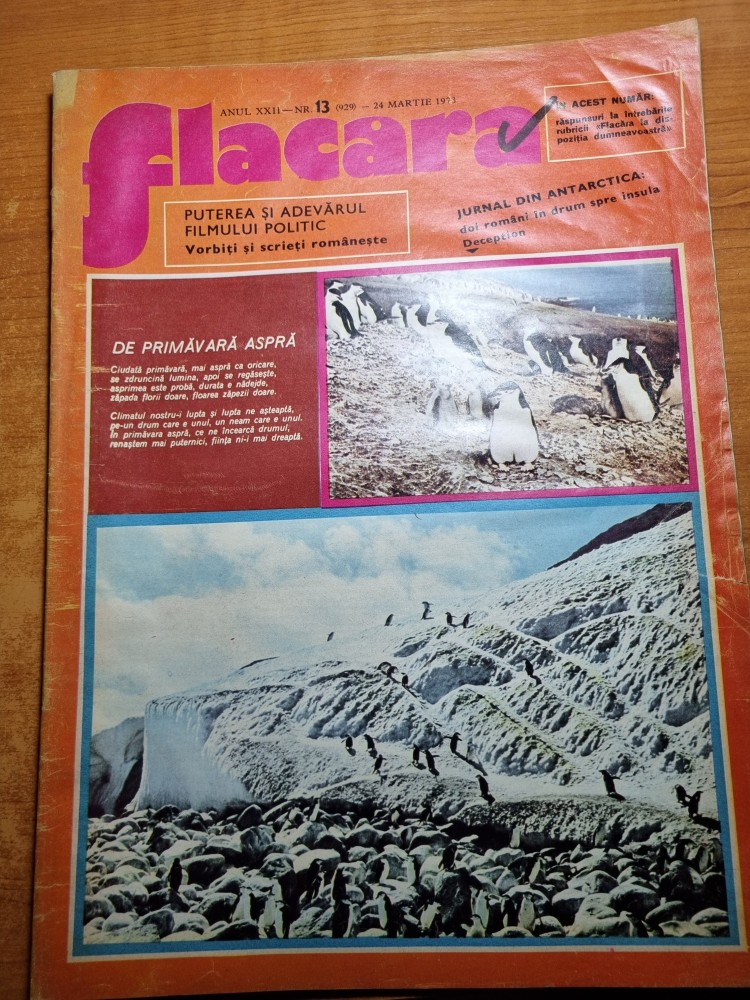 ANUL XXII — NR. 13 (929) — 24 MARTIE 1973
flacăra
IN ACEST NUMĂR:
răspunsuri la întrebările
rubricii «Flacăra la dis-
poziția dumneavoastră»
PUTEREA ȘI ADEVĂRUL
FILMULUI POLITIC
Vorbiți și scrieți românește
JURNAL DIN ANTARCTICA:
doi români în drum spre insula
Deception
DE PRIMĂVARĂ ASPRĂ
Ciudată primăvară, mai aspră ca oricare,
se zdruncină lumina, apoi se regăsește,
asprimea este probă, durata e nădejde,
zăpada florii doare, floarea zăpezii doare.
Climatul nostru-i lupta și lupta ne așteaptă,
pe-un drum care e unul, un neam care e unul.
În primăvara aspră, ce ne încearcă drumul,
renaștem mai puternici, ființa ni-i mai dreaptă.